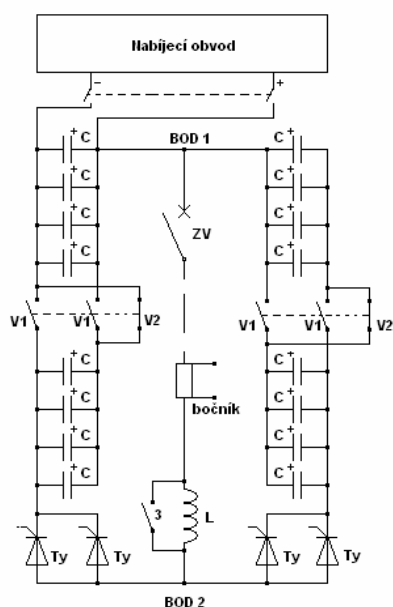 Nabíjecí obvod
− +
+ C BOD 1 C +
+ C C +
+ C ZV C +
+ C C +
V1 V1 V2 V1 V1 V2
+ C C +
+ C bočník C +
+ C C +
+ C 3 L C +
Ty Ty Ty Ty
BOD 2